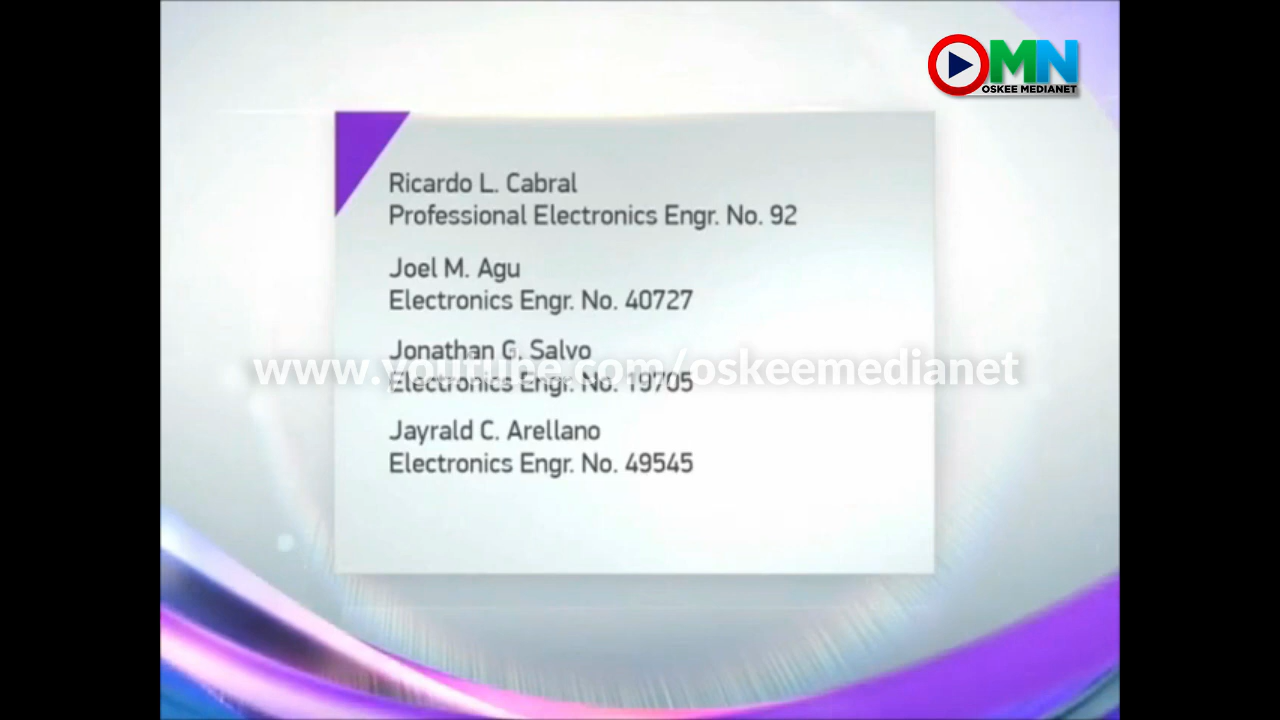 OMN
OSKEE MEDIANET
Ricardo L. Cabral
Professional Electronics Engr. No. 92
Joel M. Agu
Electronics Engr. No. 40727
Jonathan G. Salvo
www.youtube.com/oskeemedianet
Electronics Engr. No. 19705
Jayrald C. Arellano
Electronics Engr. No. 49545